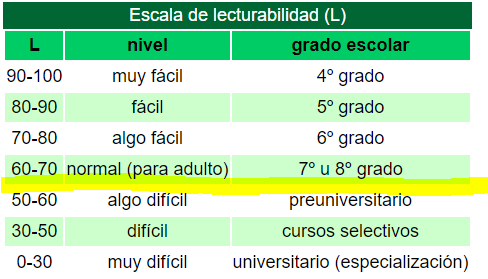 Escala de lecturabilidad (L)
L nivel grado escolar
90-100 muy fácil 4º grado
80-90 fácil 5º grado
70-80 algo fácil 6º grado
60-70 normal (para adulto) 7º u 8º grado
50-60 algo difícil preuniversitario
30-50 difícil cursos selectivos
0-30 muy difícil universitario (especialización)